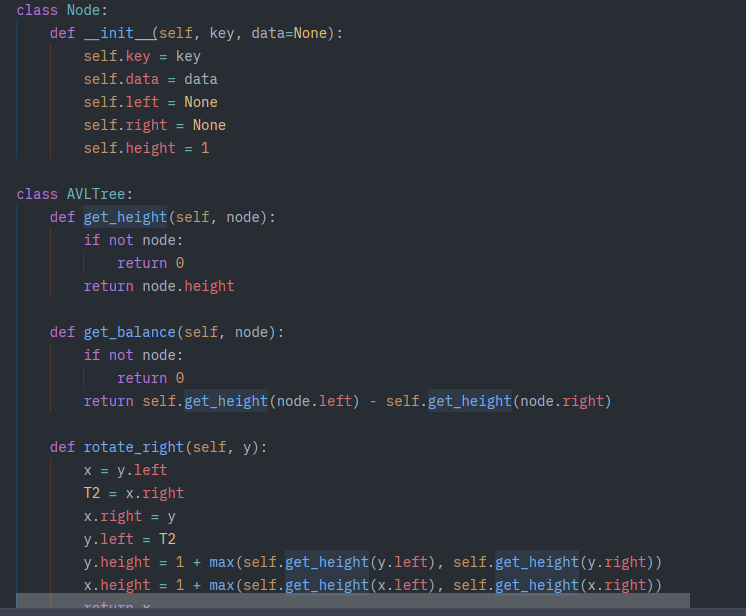 class Node:
    def __init__(self, key, data=None):
        self.key = key
        self.data = data
        self.left = None
        self.right = None
        self.height = 1

class AVLTree:
    def get_height(self, node):
        if not node:
            return 0
        return node.height

    def get_balance(self, node):
        if not node:
            return 0
        return self.get_height(node.left) - self.get_height(node.right)

    def rotate_right(self, y):
        x = y.left
        T2 = x.right
        x.right = y
        y.left = T2
        y.height = 1 + max(self.get_height(y.left), self.get_height(y.right))
        x.height = 1 + max(self.get_height(x.left), self.get_height(x.right))
        return x